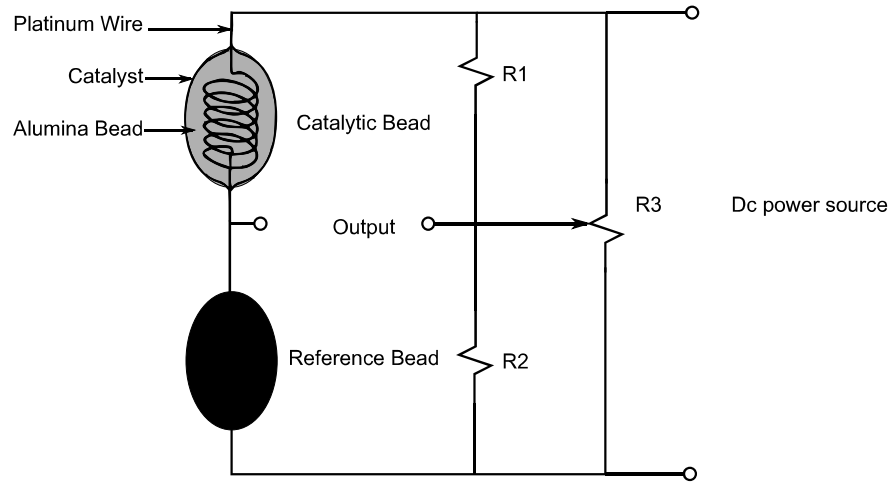 Platinum Wire
R1
Catalyst
Catalytic Bead
Alumina Bead
R3
Dc power source
Output
Reference Bead
R2